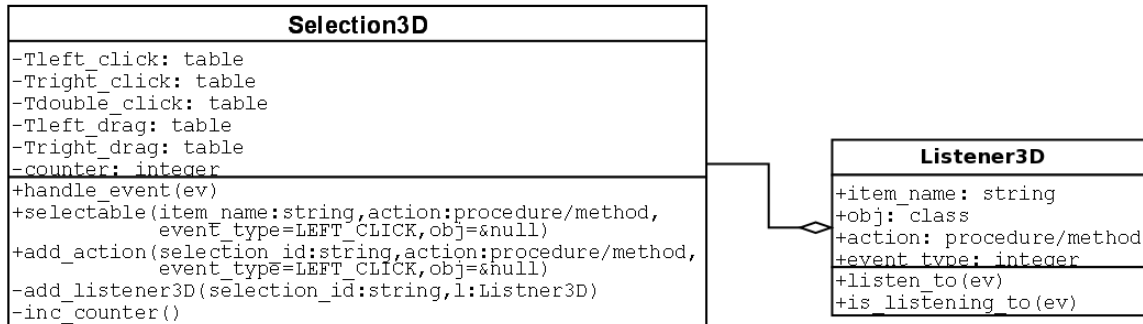 Selection3D
-Tleft_click: table
-Tright_click: table
-Tdouble_click: table
-Tleft_drag: table
-Tright_drag: table
-counter: integer
+handle_event(ev)
+selectable(item_name:string,action:procedure/method,
event_type=LEFT_CLICK,obj=&null)
+add_action(selection_id:string,action:procedure/method,
event_type=LEFT_CLICK,obj=&null)
-add_listener3D(selection_id:string,l:Listner3D)
-inc_counter()
Listener3D
+item_name: string
+obj: class
+action: procedure/method
+event_type: integer
+listen_to(ev)
+is_listening_to(ev)